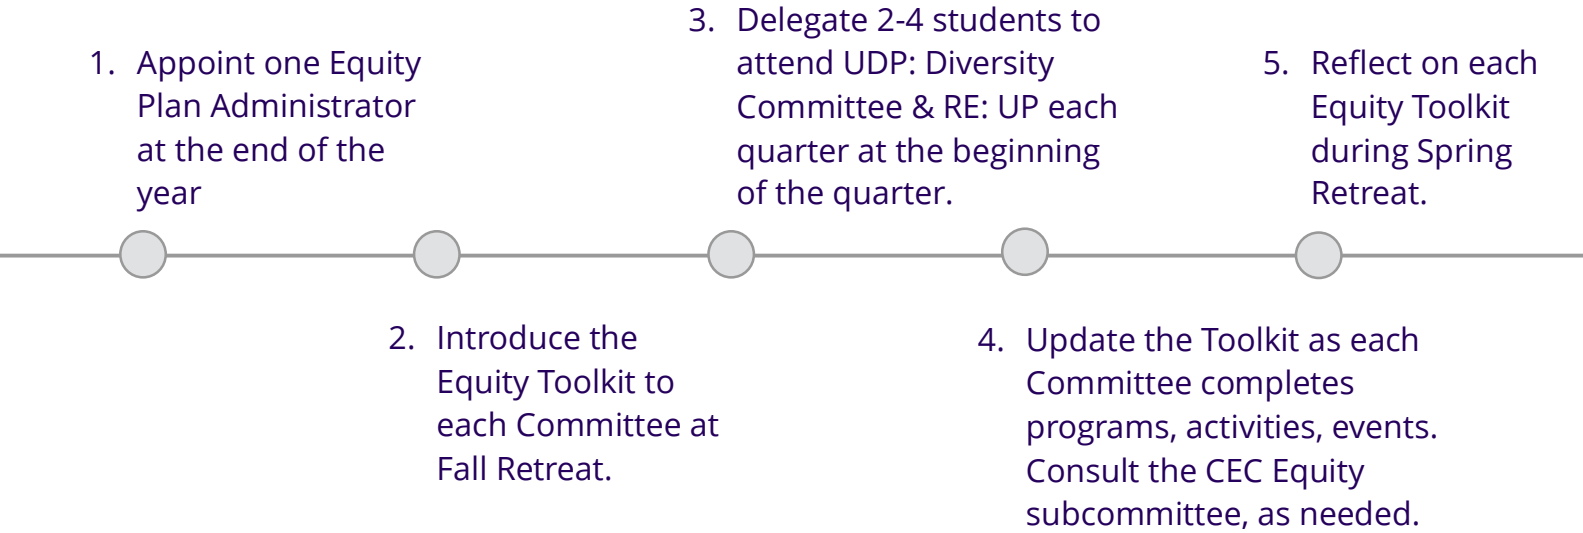 1. Appoint one Equity
Plan Administrator
at the end of the
year
2. Introduce the
Equity Toolkit to
each Committee at
Fall Retreat.
3. Delegate 2-4 students to
attend UDP: Diversity
Committee & RE: UP each
quarter at the beginning
of the quarter.
4. Update the Toolkit as each
Committee completes
programs, activities, events.
Consult the CEC Equity
subcommittee, as needed.
5. Reflect on each
Equity Toolkit
during Spring
Retreat.